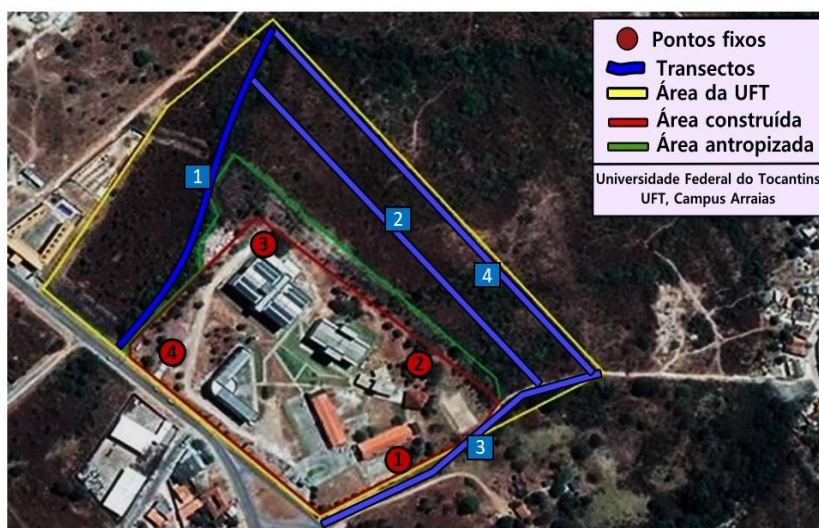 Pontos fixos
Transectos
Área da UFT
Área construída
Área antropizada
Universidade Federal do Tocantins
UFT, Campus Arraias
1
2
3
4
4
2
3
1